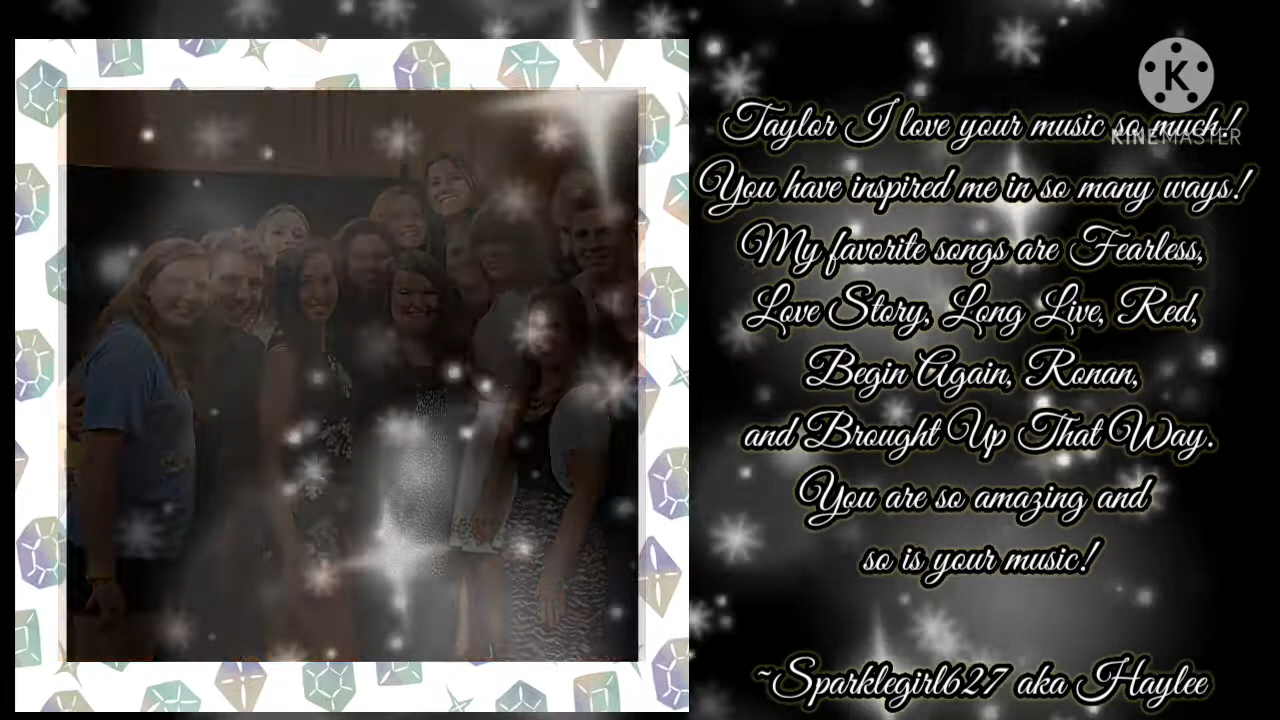 K
KINEMASTER
Taylor I love your music so much!
You have inspired me in so many ways!
My favorite songs are Fearless,
Love Story, Long Live, Red,
Begin Again, Ronan,
and Brought Up That Way.
You are so amazing and
so is your music!
~Sparklegirl627 aka Haylee